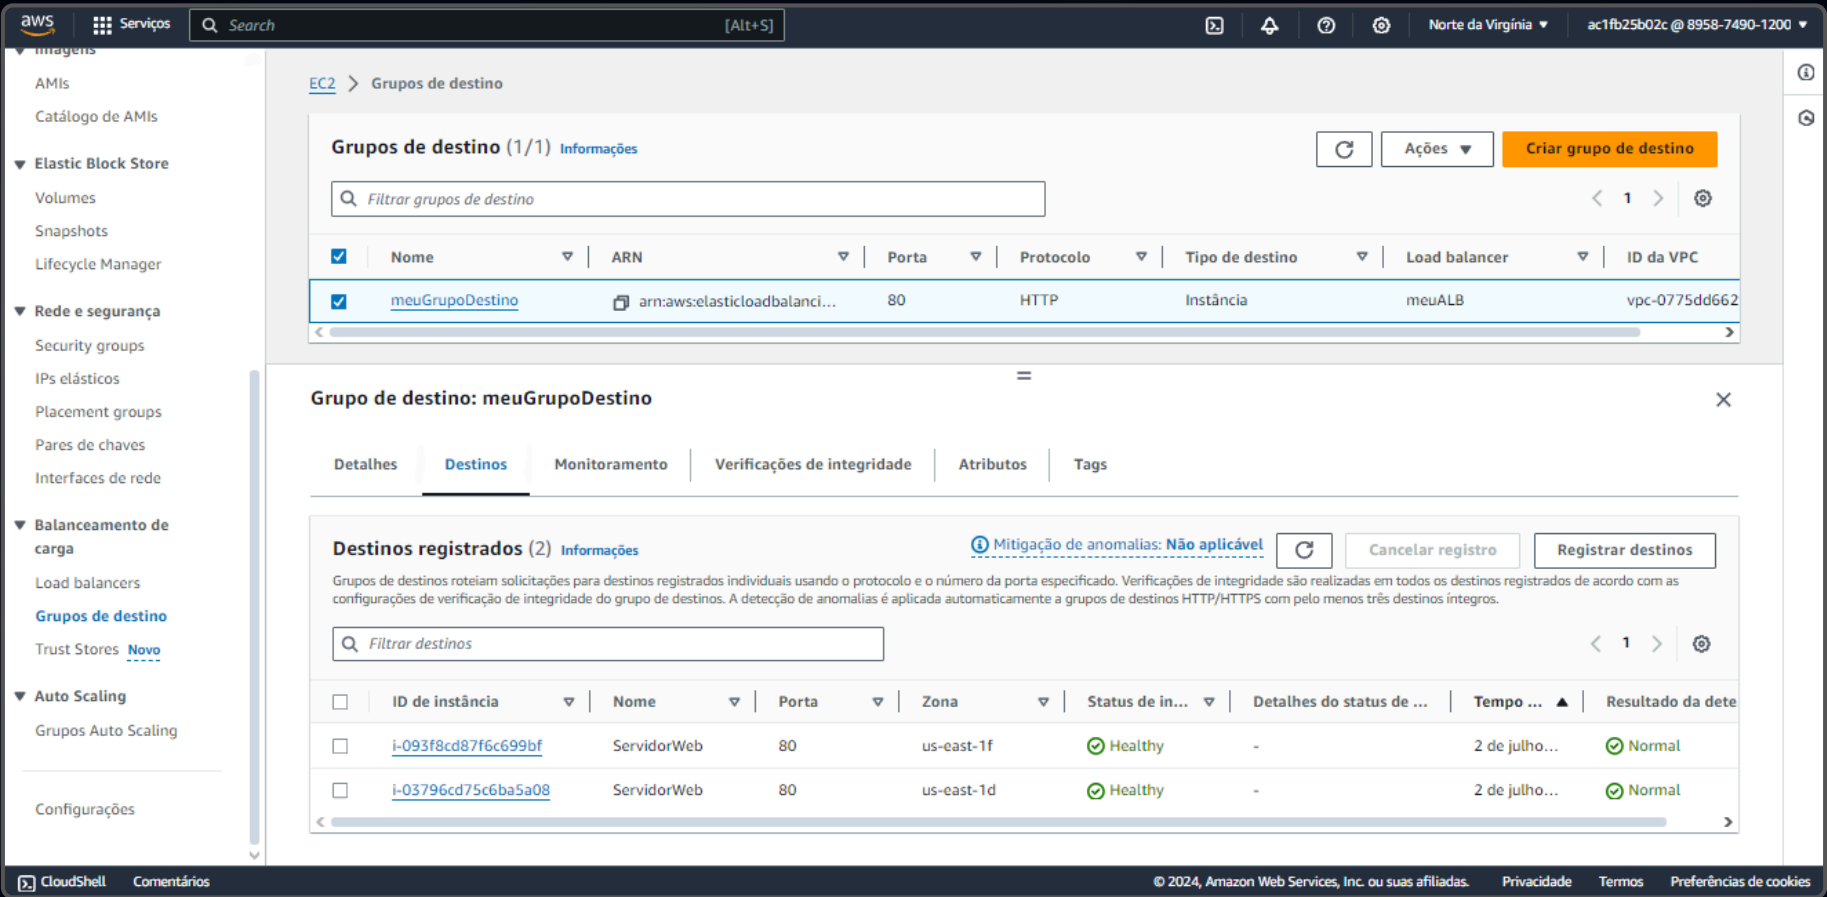 aws
Serviços
Search
[Alt+S]
Norte da Virgínia
ac1fb25b02c @ 8958-7490-1200
Imagens
AMIs
Catálogo de AMIs
Elastic Block Store
Volumes
Snapshots
Lifecycle Manager
Rede e segurança
Security groups
IPs elásticos
Placement groups
Pares de chaves
Interfaces de rede
Balanceamento de
carga
Load balancers
Grupos de destino
Trust Stores Novo
Auto Scaling
Grupos Auto Scaling
Configurações
EC2 > Grupos de destino
Grupos de destino (1/1) Informações
Ações
Criar grupo de destino
Filtrar grupos de destino
1
Nome ARN Porta Protocolo Tipo de destino Load balancer ID da VPC
meuGrupoDestino arn:aws:elasticloadbalanci... 80 HTTP Instância meuALB vpc-0775dd662
Grupo de destino: meuGrupoDestino
Detalhes Destinos Monitoramento Verificações de integridade Atributos Tags
Destinos registrados (2) Informações
Mitigação de anomalias: Não aplicável
Cancelar registro
Registrar destinos
Grupos de destinos roteiam solicitações para destinos registrados individuais usando o protocolo e o número da porta especificado. Verificações de integridade são realizadas em todos os destinos registrados de acordo com as
configurações de verificação de integridade do grupo de destinos. A detecção de anomalias é aplicada automaticamente a grupos de destinos HTTP/HTTPS com pelo menos três destinos íntegros.
Filtrar destinos
1
ID de instância Nome Porta Zona Status de in... Detalhes do status de ... Tempo ... Resultado da dete
i-093f8cd87f6c699bf ServidorWeb 80 us-east-1f Healthy - 2 de julho... Normal
i-03796cd75c6ba5a08 ServidorWeb 80 us-east-1d Healthy - 2 de julho... Normal
CloudShell
Comentários
© 2024, Amazon Web Services, Inc. ou suas afiliadas.
Privacidade
Termos
Preferências de cookies